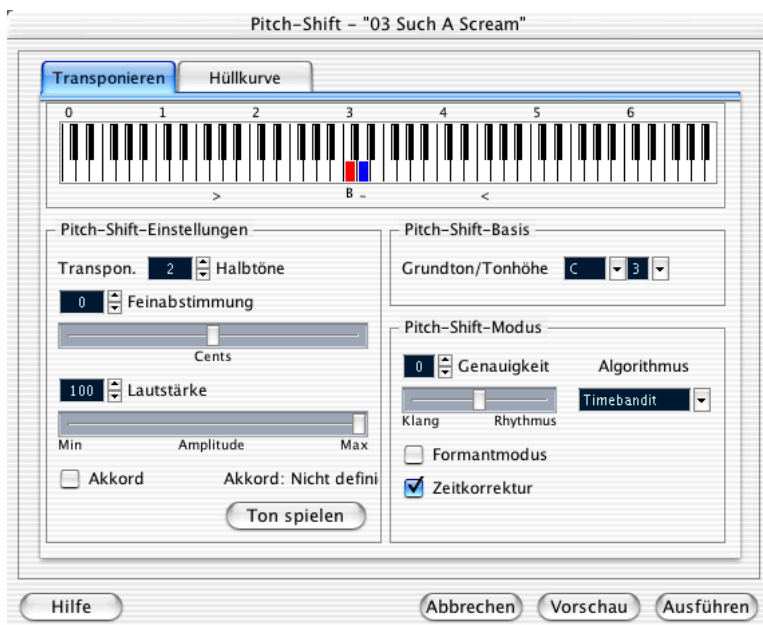 Pitch-Shift - "03 Such A Scream"
Transponieren Hüllkurve
0 1 2 3 4 5 6
> B - <
Pitch-Shift-Einstellungen
Transpon. 2 Halbtöne
0 Feinabstimmung
Cents
100 Lautstärke
Min Amplitude Max
Akkord Akkord: Nicht defini
Ton spielen
Pitch-Shift-Basis
Grundton/Tonhöhe C 3
Pitch-Shift-Modus
0 Genauigkeit Algorithmus
Timebandit
Klang Rhythmus
Formantmodus
Zeitkorrektur
Hilfe Abbrechen Vorschau Ausführen